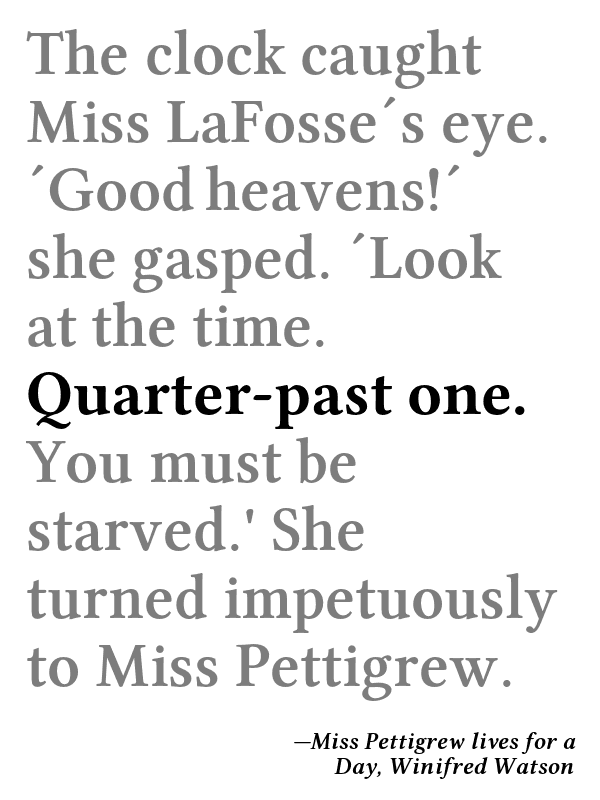 The clock caught
Miss LaFosse´s eye.
´Good heavens!´
she gasped. ´Look
at the time.
Quarter-past one.
You must be
starved.' She
turned impetuously
to Miss Pettigrew.
—Miss Pettigrew lives for a
Day, Winifred Watson